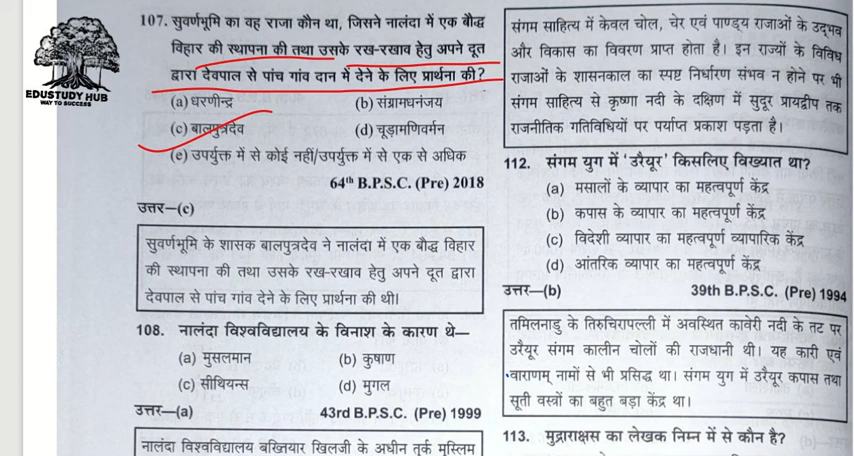 107. सुवर्णभूमि का वह राजा कौन था, जिसने नालंदा में एक बौद्ध
विहार की स्थापना की तथा उसके रख-रखाव हेतु अपने दूत
द्वारा देवपाल से पांच गांव दान में देने के लिए प्रार्थना की?
(a) धरणीन्द्र (b) संग्रामधनंजय
(c) बालपुत्रदेव (d) चूड़ामणिवर्मन
(e) उपर्युक्त में से कोई नहीं/उपर्युक्त में से एक से अधिक
64th B.P.S.C. (Pre) 2018
उत्तर—(c)
सुवर्णभूमि के शासक बालपुत्रदेव ने नालंदा में एक बौद्ध विहार
की स्थापना की तथा उसके रख-रखाव हेतु अपने दूत द्वारा
देवपाल से पांच गांव देने के लिए प्रार्थना की थी।
108. नालंदा विश्वविद्यालय के विनाश के कारण थे—
(a) मुसलमान (b) कुषाण
(c) सीथियन्स (d) मुगल
उत्तर—(a) 43rd B.P.S.C. (Pre) 1999
नालंदा विश्वविद्यालय बख्तियार खिलजी के अधीन तुर्क मुस्लिम
संगम साहित्य में केवल चोल, चेर एवं पाण्ड्य राजाओं के उद्भव
और विकास का विवरण प्राप्त होता है। इन राज्यों के विविध
राजाओं के शासनकाल का स्पष्ट निर्धारण संभव न होने पर भी
संगम साहित्य से कृष्णा नदी के दक्षिण में सुदूर प्रायद्वीप तक
राजनीतिक गतिविधियों पर पर्याप्त प्रकाश पड़ता है।
112. संगम युग में 'उरैयूर' किसलिए विख्यात था?
(a) मसालों के व्यापार का महत्वपूर्ण केंद्र
(b) कपास के व्यापार का महत्वपूर्ण केंद्र
(c) विदेशी व्यापार का महत्वपूर्ण व्यापारिक केंद्र
(d) आंतरिक व्यापार का महत्वपूर्ण केंद्र
उत्तर—(b) 39th B.P.S.C. (Pre) 1994
तमिलनाडु के तिरुचिरापल्ली में अवस्थित कावेरी नदी के तट पर
उरैयूर संगम कालीन चोलों की राजधानी थी। यह कारी एवं
वाराणम् नामों से भी प्रसिद्ध था। संगम युग में उरैयूर कपास तथा
सूती वस्त्रों का बहुत बड़ा केंद्र था।
113. मुद्राराक्षस का लेखक निम्न में से कौन है?
EDUSTUDY HUB
WAY TO SUCCESS